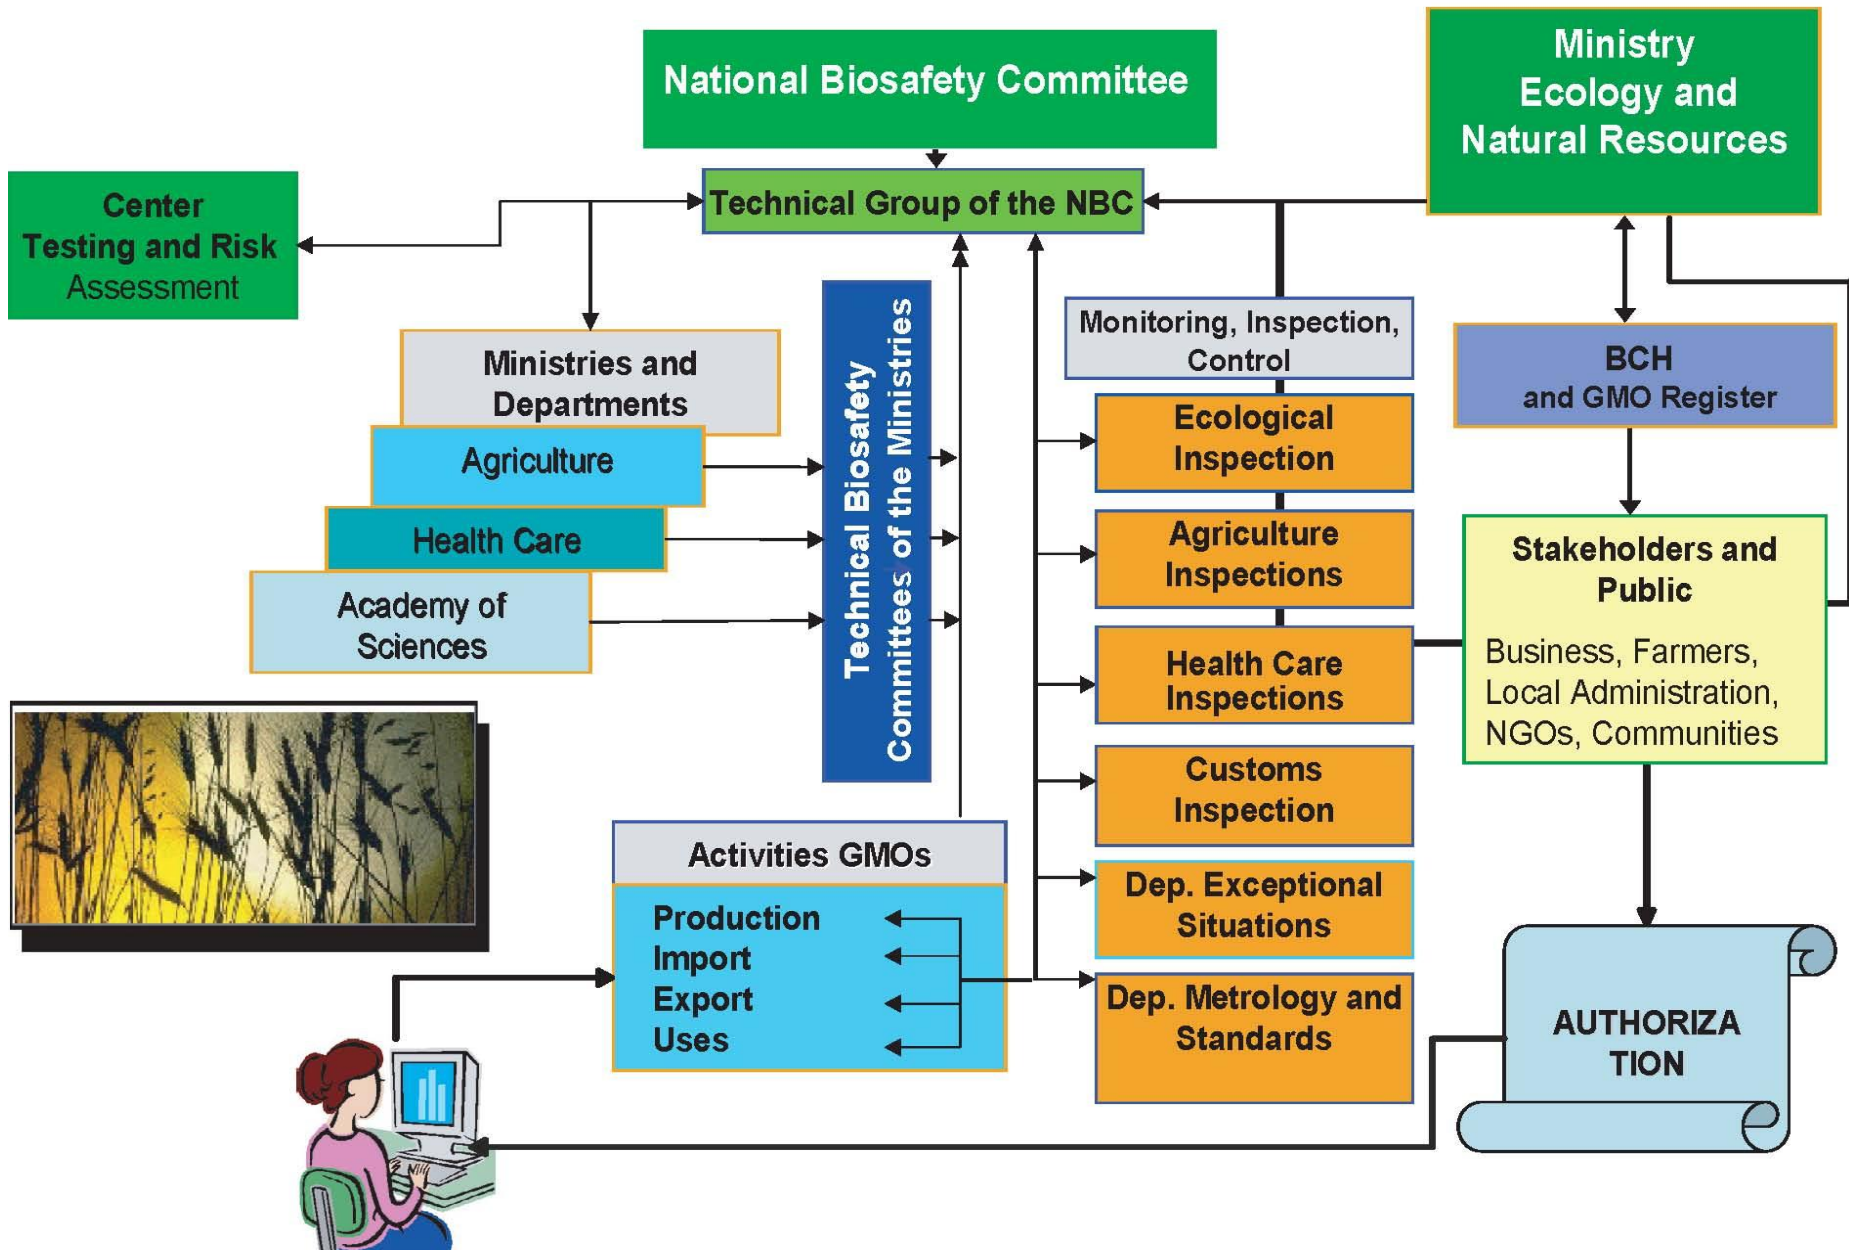 National Biosafety Committee
Ministry
Ecology and
Natural Resources
Technical Group of the NBC
Center
Testing and Risk
Assessment
Ministries and
Departments
Agriculture
Health Care
Academy of
Sciences
Technical Biosafety
Committees of the Ministries
Monitoring, Inspection,
Control
Ecological
Inspection
Agriculture
Inspections
Health Care
Inspections
Customs
Inspection
Dep. Exceptional
Situations
Dep. Metrology and
Standards
BCH
and GMO Register
Stakeholders and
Public
Business, Farmers,
Local Administration,
NGOs, Communities
Activities GMOs
Production
Import
Export
Uses
AUTHORIZA
TION